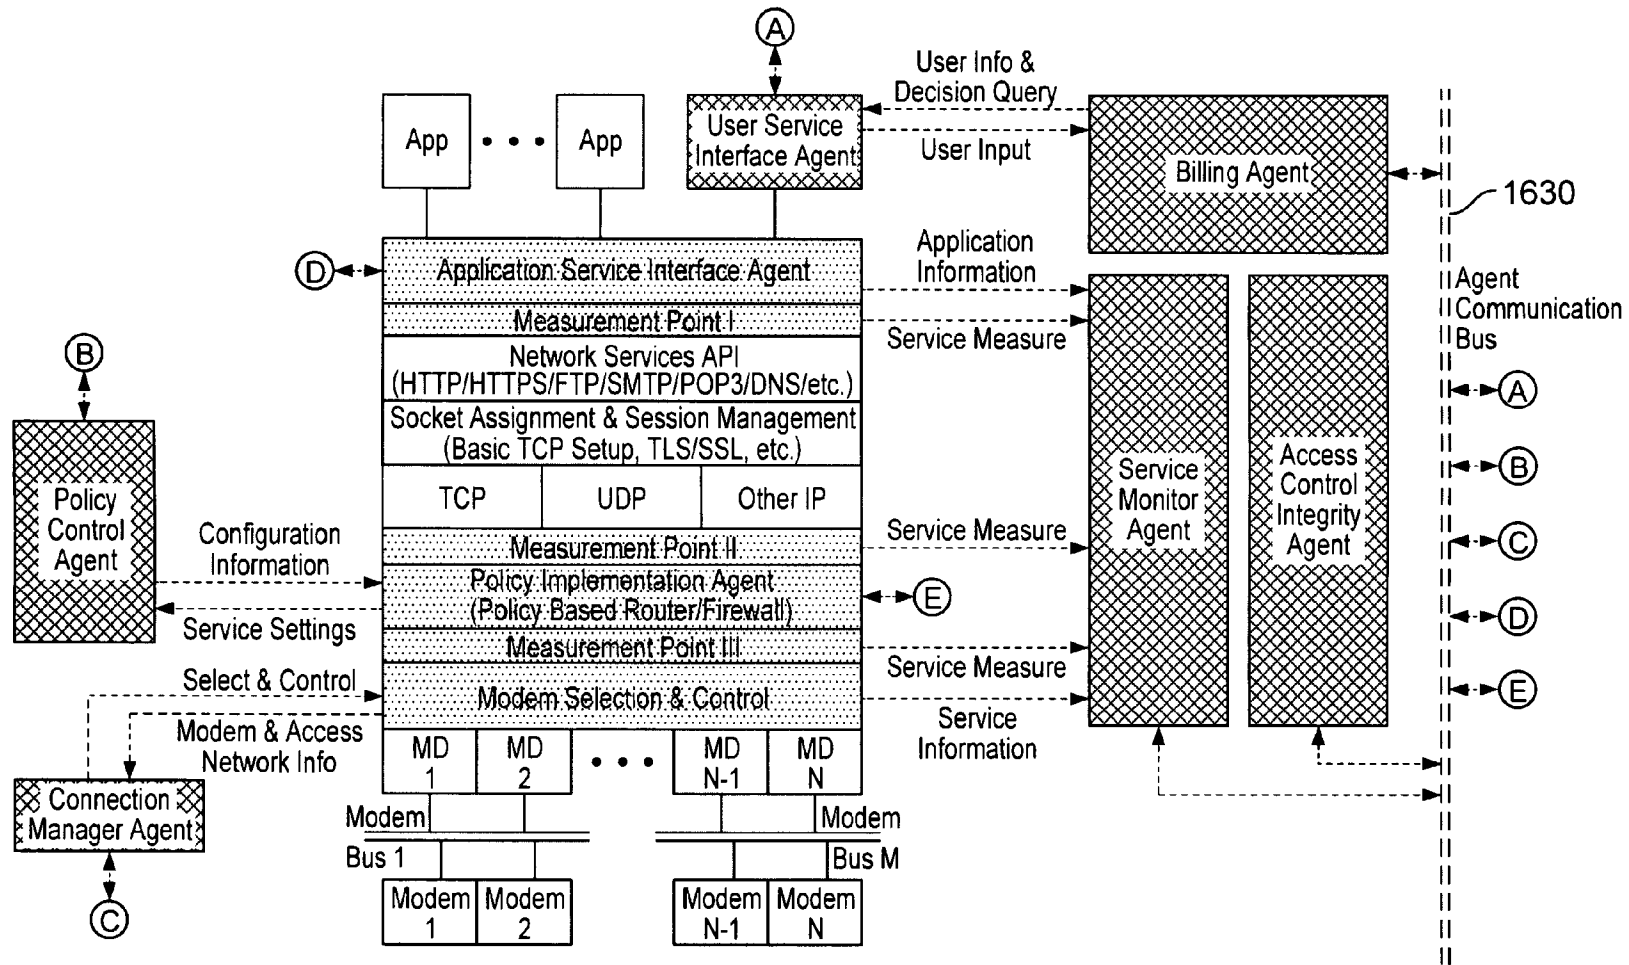 A
User Info &
Decision Query
App
App
User Service
Interface Agent
User Input
Billing Agent
1630
D
Application Service Interface Agent
Application
Information
Agent
Communication
Bus
Measurement Point I
Service Measure
B
Network Services API
(HTTP/HTTPS/FTP/SMTP/POP3/DNS/etc.)
A
Socket Assignment & Session Management
(Basic TCP Setup, TLS/SSL, etc.)
Policy
Control
Agent
TCP
UDP
Other IP
Service
Monitor
Agent
Access
Control
Integrity
Agent
B
Configuration
Information
Measurement Point II
Service Measure
C
Policy Implementation Agent
(Policy Based Router/Firewall)
E
D
Service Settings
Measurement Point III
Service Measure
Select & Control
Modem Selection & Control
E
Modem & Access
Network Info
Service
Information
MD
1
MD
2
MD
N-1
MD
N
Connection
Manager Agent
Modem
Bus 1
Modem
Bus M
C
Modem
1
Modem
2
Modem
N-1
Modem
N